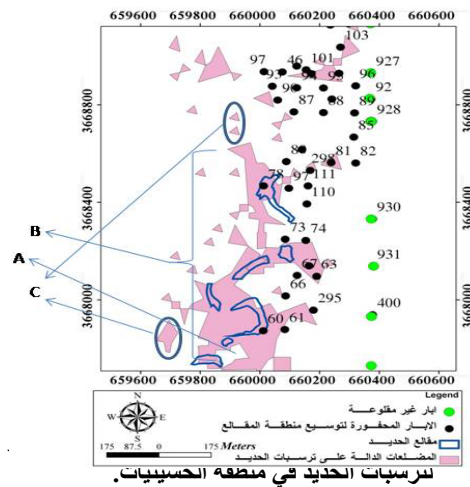 659600 659800 660000 660200 660400 660600
103
97 46 101 927
93 96
92
87 88 89 928
3668800
85
81 82
298
78 97 111
110
3668400
930
B
73 74
931
A
67 63
66
C
295 400
3668000
60 61
659600 659800 660000 660200 660400 660600
N
W E
S
175 87.5 0 175 Meters
Legend
ابار غير مقلوعة
الابار المحفورة لتوسيع منطقة المقالع
مقالع الحديد
المضلعات الدالة على ترسبات الحديد
لترسبات الحديد في منطقة الحسينيات.